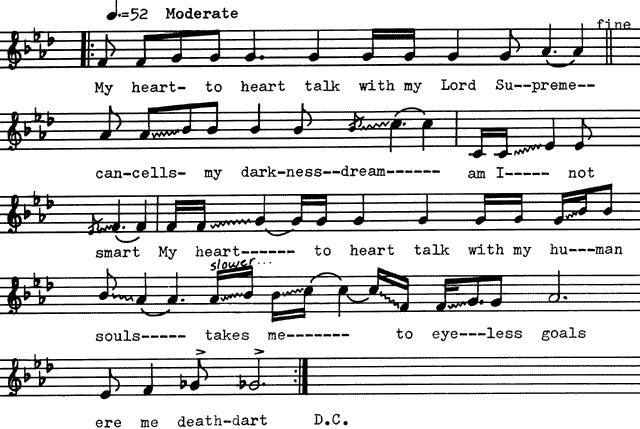 ♩.=52 Moderate
fine
My heart- to heart talk with my Lord Su--preme--
can-cells- my dark-ness--dream------ am I----- not
smart My heart------ to heart talk with my hu--man
slower...
souls----- takes me------- to eye---less goals
ere me death-dart D.C.